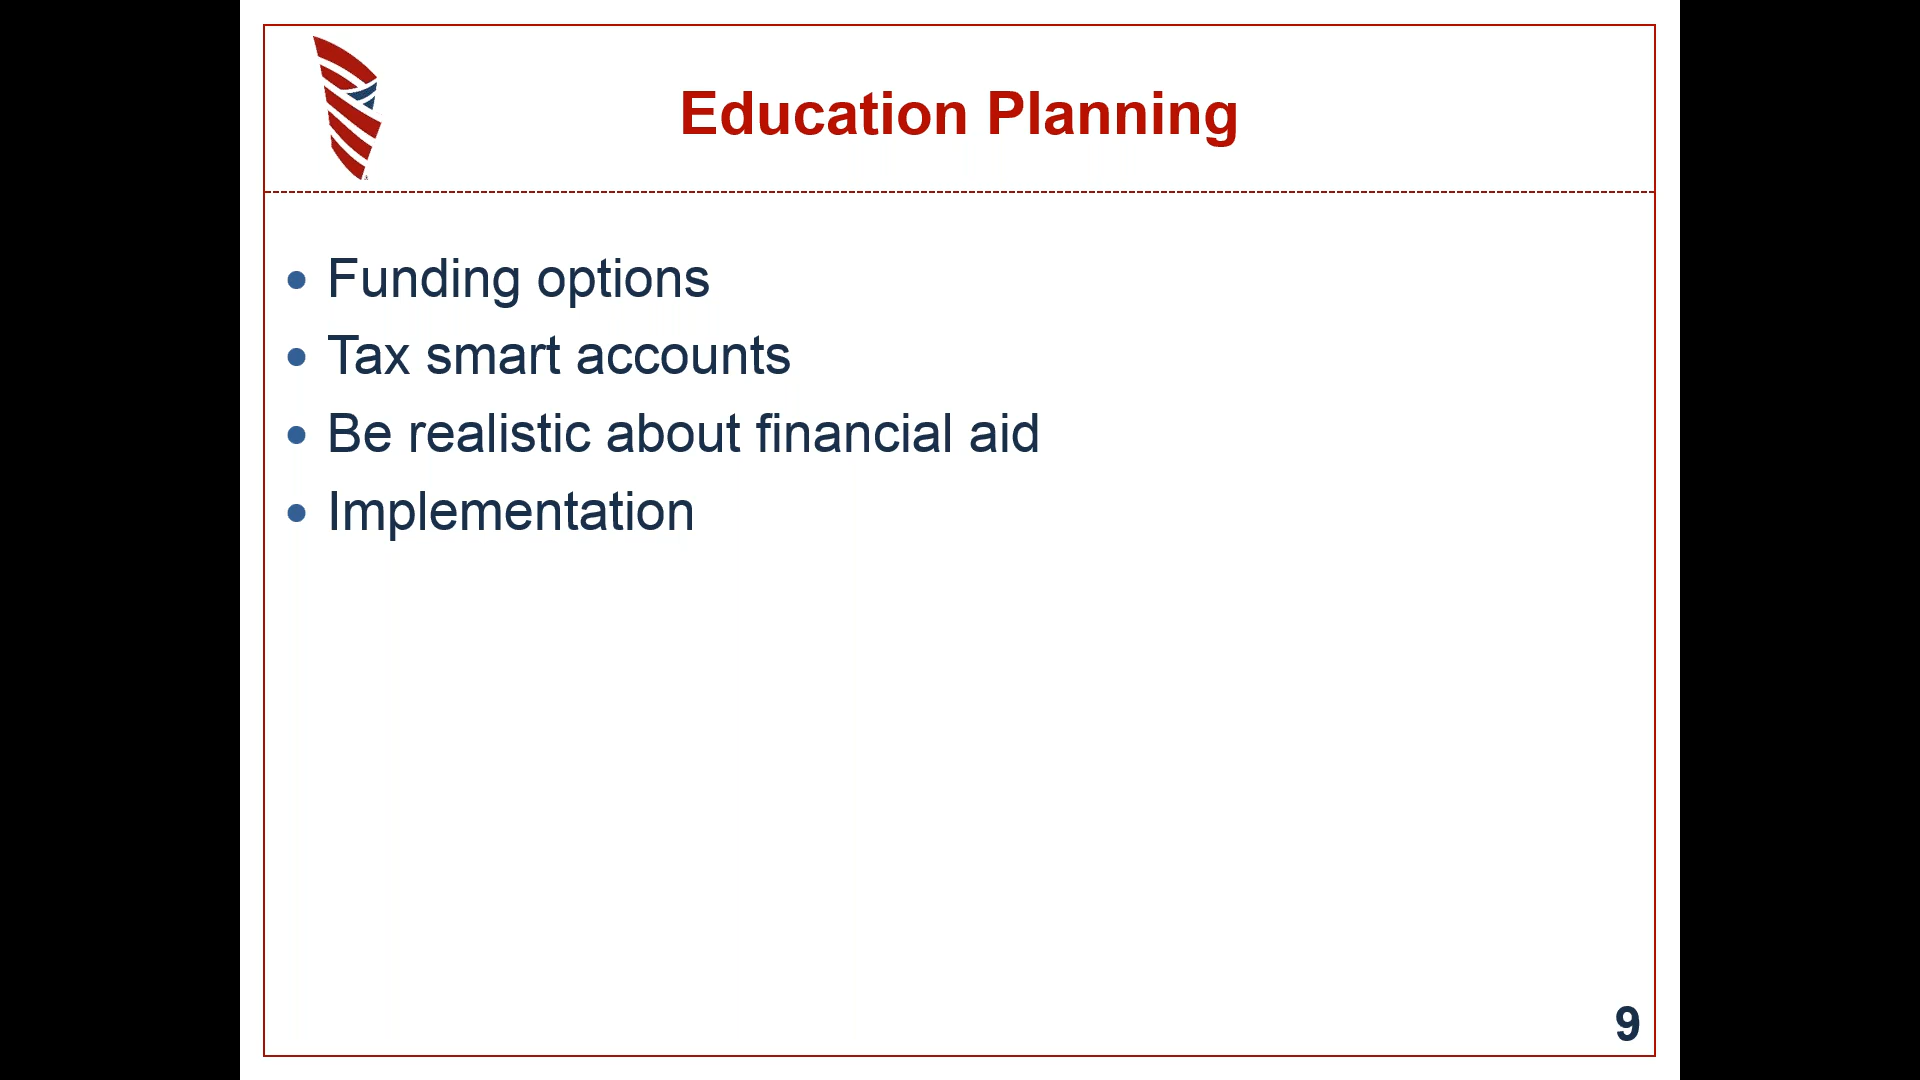 Education Planning
• Funding options
• Tax smart accounts
• Be realistic about financial aid
• Implementation
9